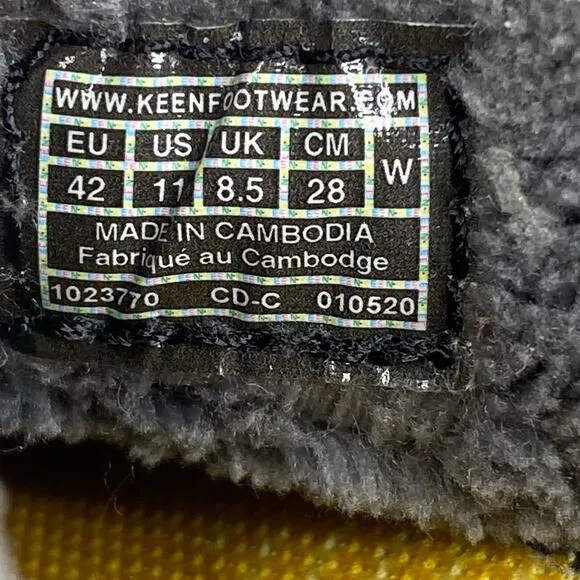 WWW.KEENFOOTWEAR.COM
EU US UK CM W
42 11 8.5 28
MADE IN CAMBODIA
Fabriqué au Cambodge
1023770 CD-C 010520